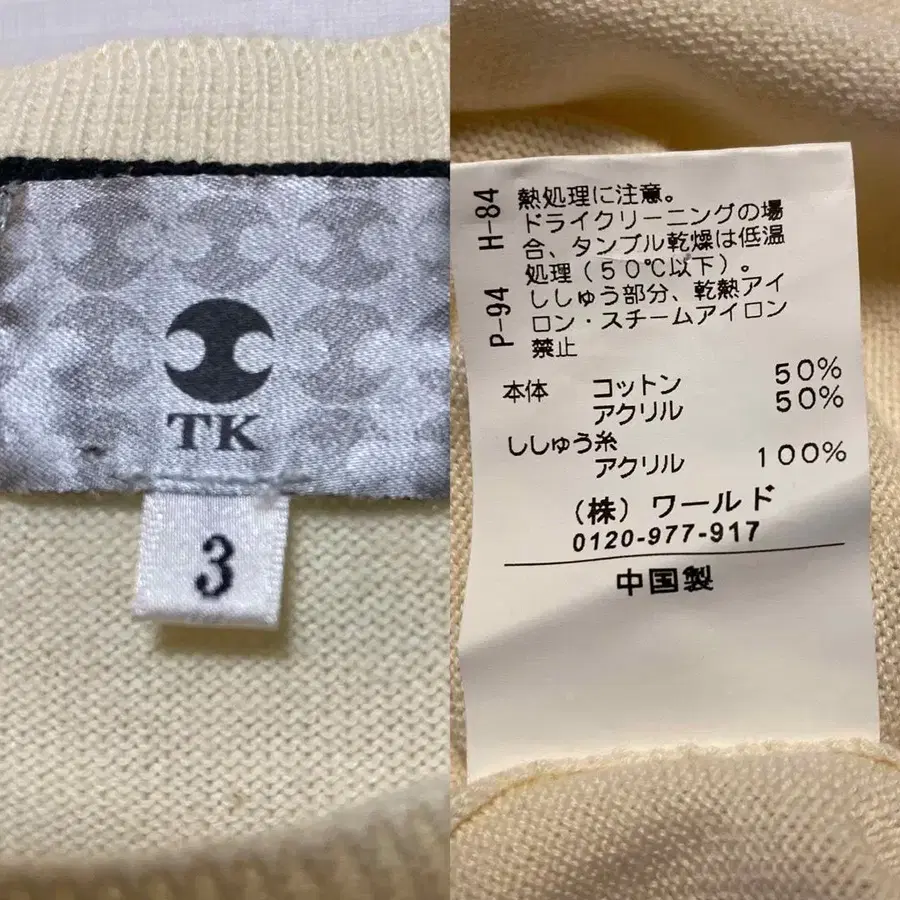 TK
3
H-84
P-94
熱処理に注意。
ドライクリーニングの場
合、タンブル乾燥は低温
処理（50℃以下）。
ししゅう部分、乾熱アイ
ロン・スチームアイロン
禁止
本体 コットン 50%
アクリル 50%
ししゅう糸
アクリル 100%
（株）ワールド
0120-977-917
中国製